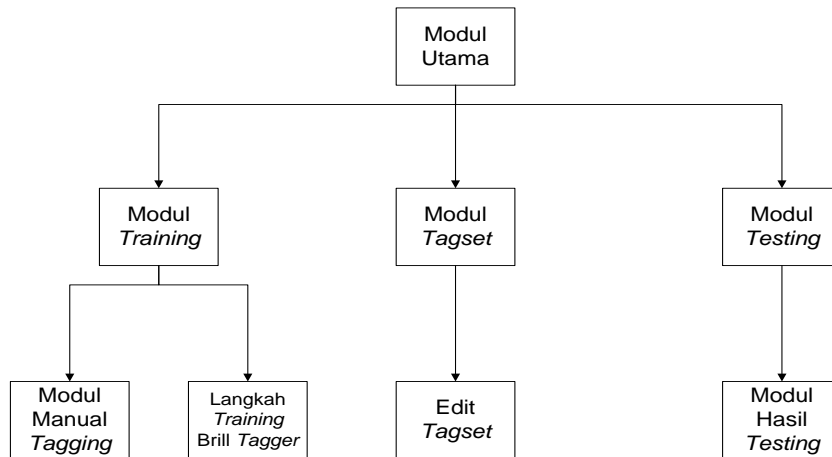 Modul
Utama
Modul
Training
Modul
Tagset
Modul
Testing
Modul
Manual
Tagging
Langkah
Training
Brill Tagger
Edit
Tagset
Modul
Hasil
Testing